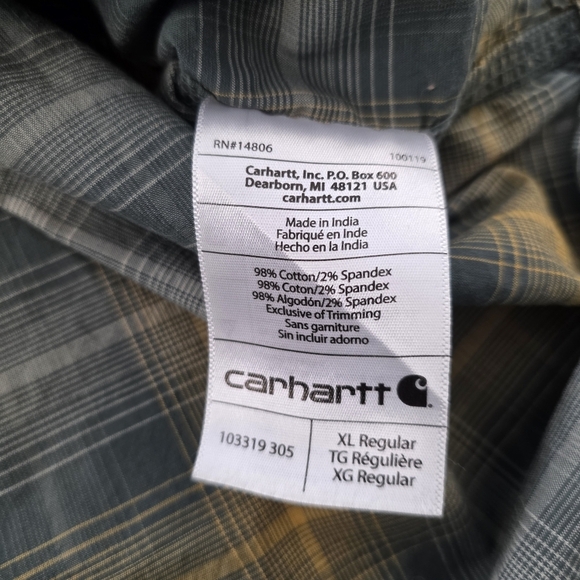 RN#14806 100119
Carhartt, Inc. P.O. Box 600
Dearborn, MI 48121 USA
carhartt.com
Made in India
Fabriqué en Inde
Hecho en la India
98% Cotton/2% Spandex
98% Coton/2% Spandex
98% Algodón/2% Spandex
Exclusive of Trimming
Sans garniture
Sin incluir adorno
carhartt
103319 305
XL Regular
TG Régulière
XG Regular